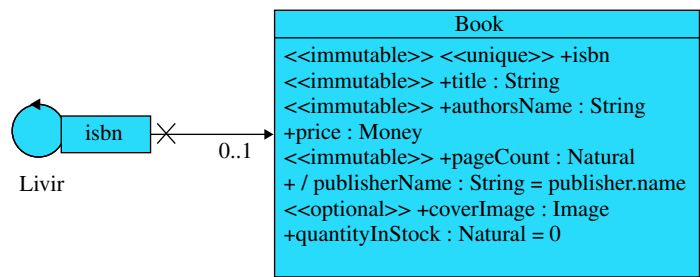 Book
<<immutable>> <<unique>> +isbn
<<immutable>> +title : String
<<immutable>> +authorsName : String
+price : Money
<<immutable>> +pageCount : Natural
+ / publisherName : String = publisher.name
<<optional>> +coverImage : Image
+quantityInStock : Natural = 0
isbn
0..1
Livir